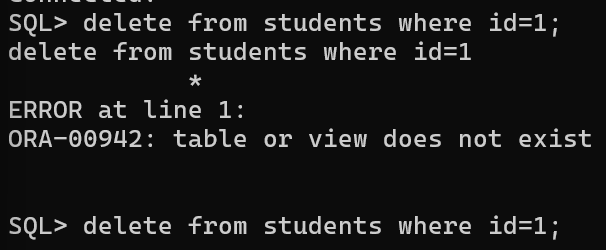 Connected.
SQL> delete from students where id=1;
delete from students where id=1
            *
ERROR at line 1:
ORA-00942: table or view does not exist
SQL> delete from students where id=1;